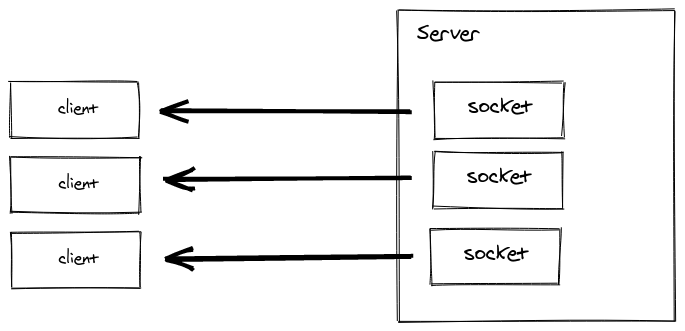 Server
client
socket
client
socket
client
socket